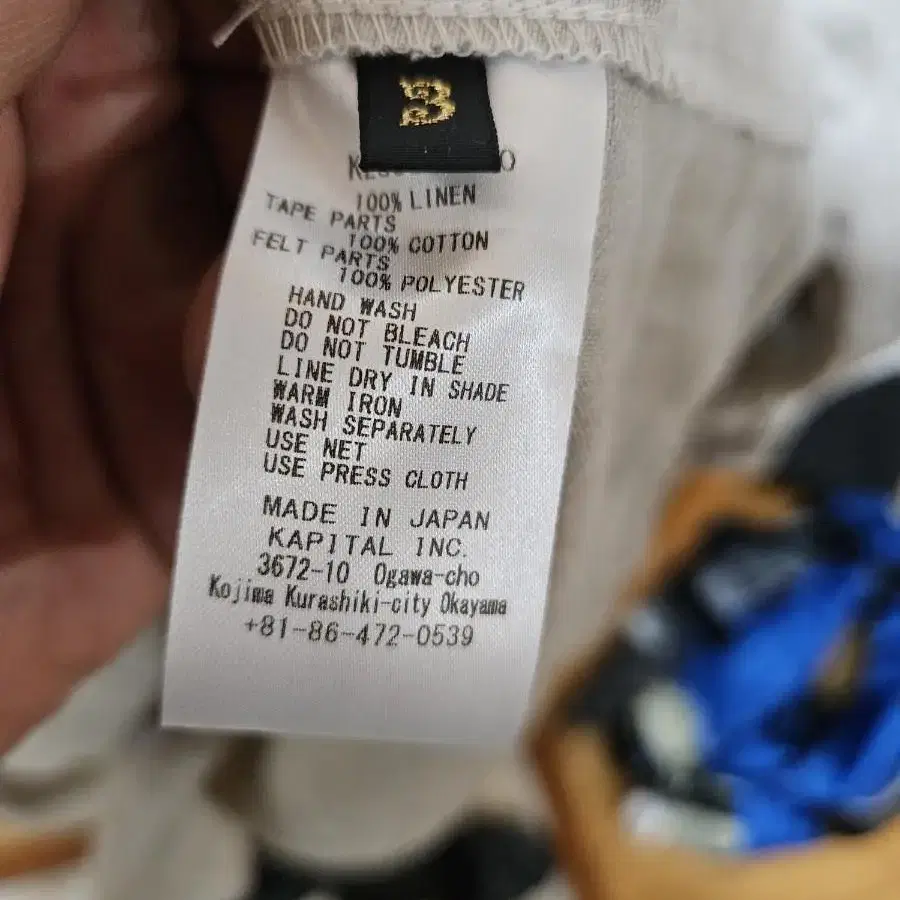 3
100% LINEN
TAPE PARTS
100% COTTON
FELT PARTS
100% POLYESTER
HAND WASH
DO NOT BLEACH
DO NOT TUMBLE
LINE DRY IN SHADE
WARM IRON
WASH SEPARATELY
USE NET
USE PRESS CLOTH
MADE IN JAPAN
KAPITAL INC.
3672-10 Ogawa-cho
Kojima Kurashiki-city Okayama
+81-86-472-0539